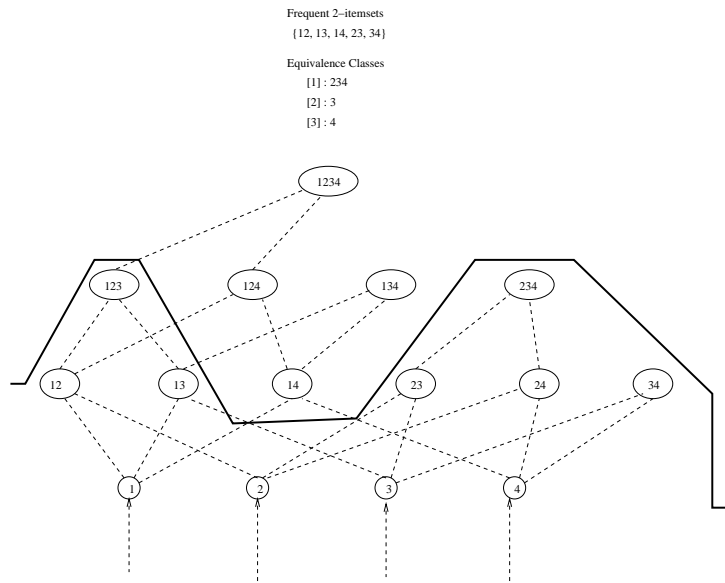 Frequent 2−itemsets
{12, 13, 14, 23, 34}
Equivalence Classes
[1] : 234
[2] : 3
[3] : 4
1234
123 124 134 234
12 13 14 23 24 34
1 2 3 4